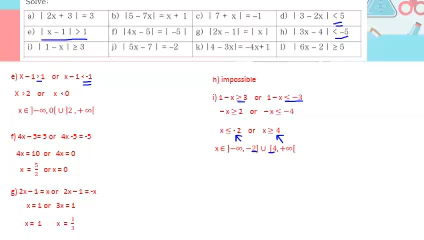 Solve:
a) | 2x + 3 | = 3 b) |5 – 7x| = x + 1 c) | 7 + x | = –1 d) | 3 – 2x | < 5
e) | x – 1 | > 1 f) |4x – 5| = | –5 | g) |2x – 1| = | x | h) |3x – 4 | < –5
i) | 1 – x | ≥ 3 j) | 5x – 7 | = –2 k) |4 – 3x| = –4x+ 1 l) | 6x – 2 | ≥ 5
e) X – 1 > 1 or x – 1 < -1
X > 2 or x < 0
x ∈ ]–∞, 0[ ∪ ]2 , +∞[
f) 4x – 5= 5 or 4x -5 = -5
4x = 10 or 4x = 0
x = 5/2 or x = 0
g) 2x – 1 = x or 2x – 1 = -x
x = 1 or 3x = 1
x = 1 x = 1/3
h) impossible
i) 1 – x ≥ 3 or 1 – x ≤ –3
– x ≥ 2 or – x ≤ –4
x ≤ - 2 or x ≥ 4
x ∈ ]–∞, –2] ∪ [4, +∞[